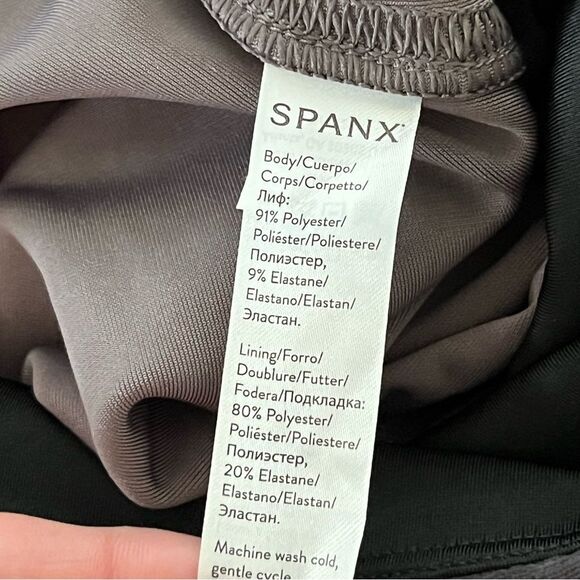 SPANX
Body/Cuerpo/
Corps/Corpetto/
Лиф:
91% Polyester/
Poliéster/Poliestere/
Полиэстер,
9% Elastane/
Elastano/Elastan/
Эластан.
Lining/Forro/
Doublure/Futter/
Fodera/Подкладка:
80% Polyester/
Poliéster/Poliestere/
Полиэстер,
20% Elastane/
Elastano/Elastan/
Эластан.
Machine wash cold,
gentle cycle